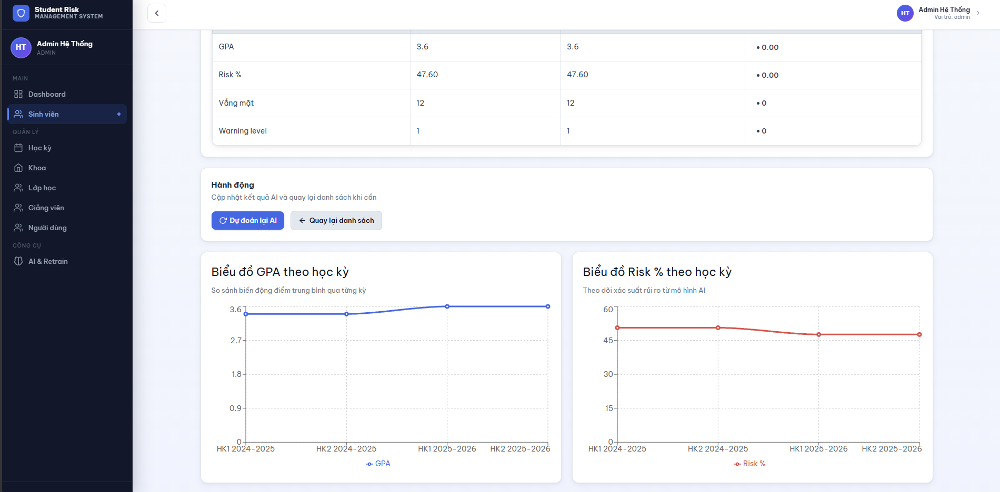 Student Risk
MANAGEMENT SYSTEM
HT
Admin Hệ Thống
ADMIN
MAIN
Dashboard
Sinh viên
QUẢN LÝ
Học kỳ
Khoa
Lớp học
Giảng viên
Người dùng
CÔNG CỤ
AI & Retrain
HT
Admin Hệ Thống
Vai trò: admin
GPA 3.6 3.6 • 0.00
Risk % 47.60 47.60 • 0.00
Vắng mặt 12 12 • 0
Warning level 1 1 • 0
Hành động
Cập nhật kết quả AI và quay lại danh sách khi cần
Dự đoán lại AI
Quay lại danh sách
Biểu đồ GPA theo học kỳ
So sánh biến động điểm trung bình qua từng kỳ
3.6
2.7
1.8
0.9
0
HK1 2024-2025 HK2 2024-2025 HK1 2025-2026 HK2 2025-2026
GPA
Biểu đồ Risk % theo học kỳ
Theo dõi xác suất rủi ro từ mô hình AI
60
45
30
15
0
HK1 2024-2025 HK2 2024-2025 HK1 2025-2026 HK2 2025-2026
Risk %